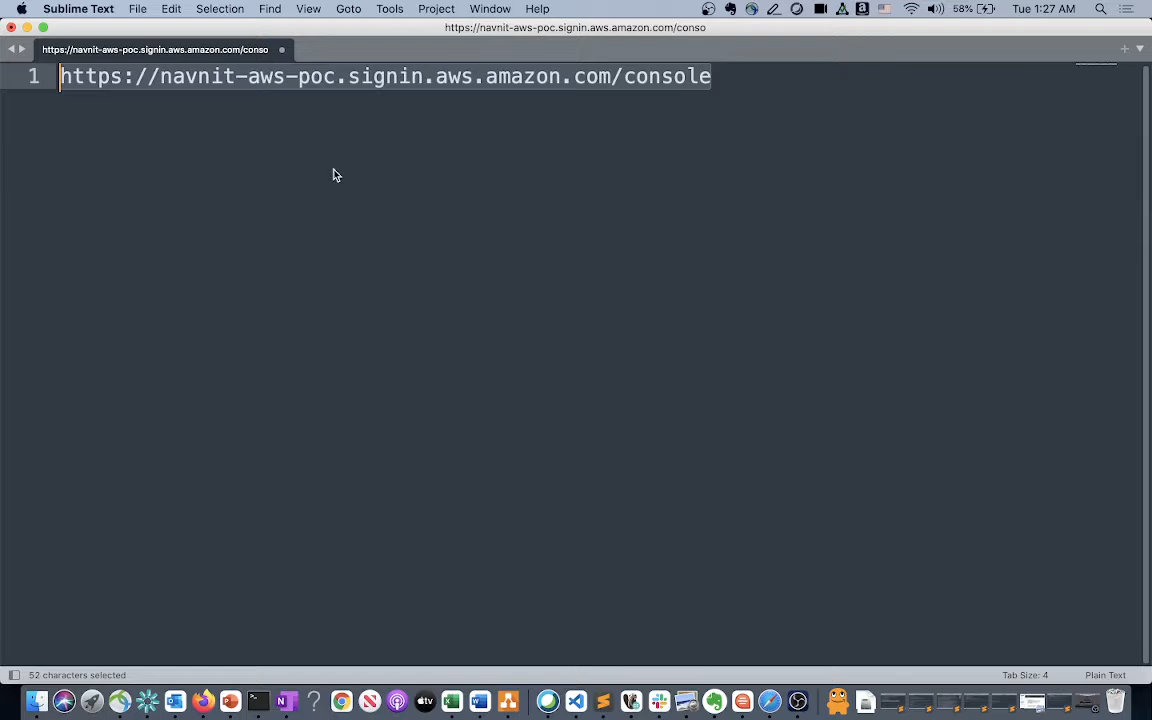 Sublime Text File Edit Selection Find View Goto Tools Project Window Help 58% Tue 1:27 AM
https://navnit-aws-poc.signin.aws.amazon.com/conso
https://navnit-aws-poc.signin.aws.amazon.com/conso
1 https://navnit-aws-poc.signin.aws.amazon.com/console
52 characters selected Tab Size: 4 Plain Text